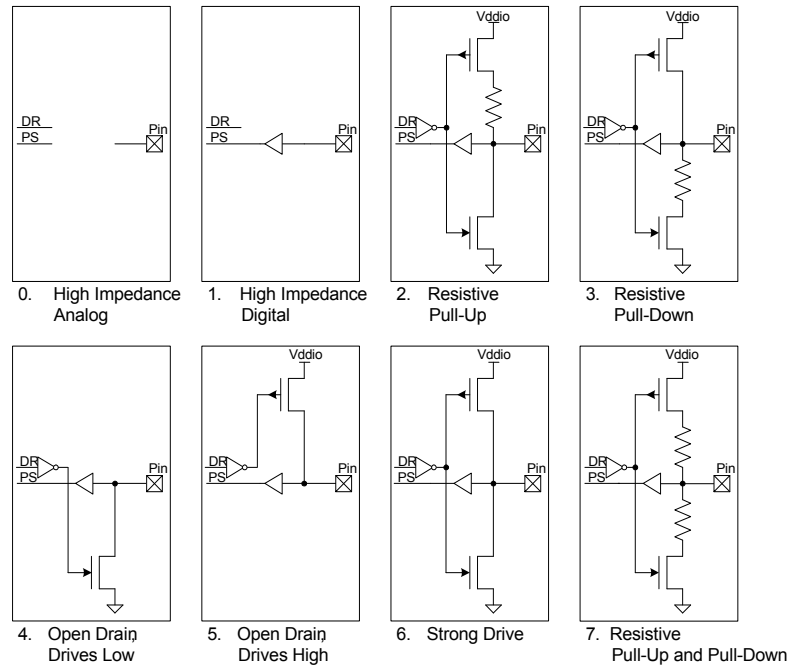 Vddio
Vddio
DR
PS
Pin
DR
PS
Pin
DR
PS
Pin
DR
PS
Pin
0. High Impedance
Analog
1. High Impedance
Digital
2. Resistive
Pull-Up
3. Resistive
Pull-Down
Vddio
Vddio
Vddio
DR
PS
Pin
DR
PS
Pin
DR
PS
Pin
DR
PS
Pin
4. Open Drain,
Drives Low
5. Open Drain,
Drives High
6. Strong Drive
7. Resistive
Pull-Up and Pull-Down